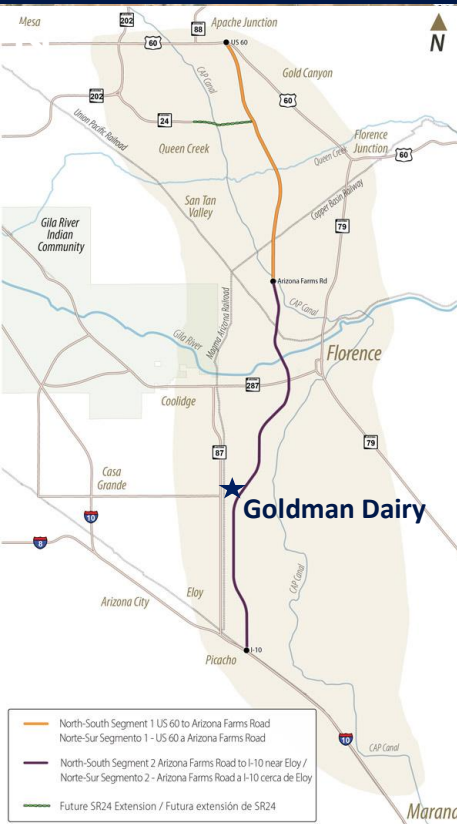 Mesa
202
88
Apache Junction
60
US 60
N
Gold Canyon
CAP Canal
202
60
24
Union Pacific Railroad
Queen Creek
Florence
Junction
Queen Creek
60
San Tan
Valley
Copper Basin Railway
79
Gila River
Indian
Community
Arizona Farms Rd
CAP Canal
Magma Arizona Railroad
Gila River
Florence
287
Coolidge
79
87
Casa
Grande
Goldman Dairy
10
8
CAP Canal
Eloy
Arizona City
I-10
Picacho
North-South Segment 1 US 60 to Arizona Farms Road
Norte-Sur Segmento 1 - US 60 a Arizona Farms Road
North-South Segment 2 Arizona Farms Road to I-10 near Eloy /
Norte-Sur Segmento 2 - Arizona Farms Road a I-10 cerca de Eloy
Future SR24 Extension / Futura extensión de SR24
10
CAP Canal
Marana